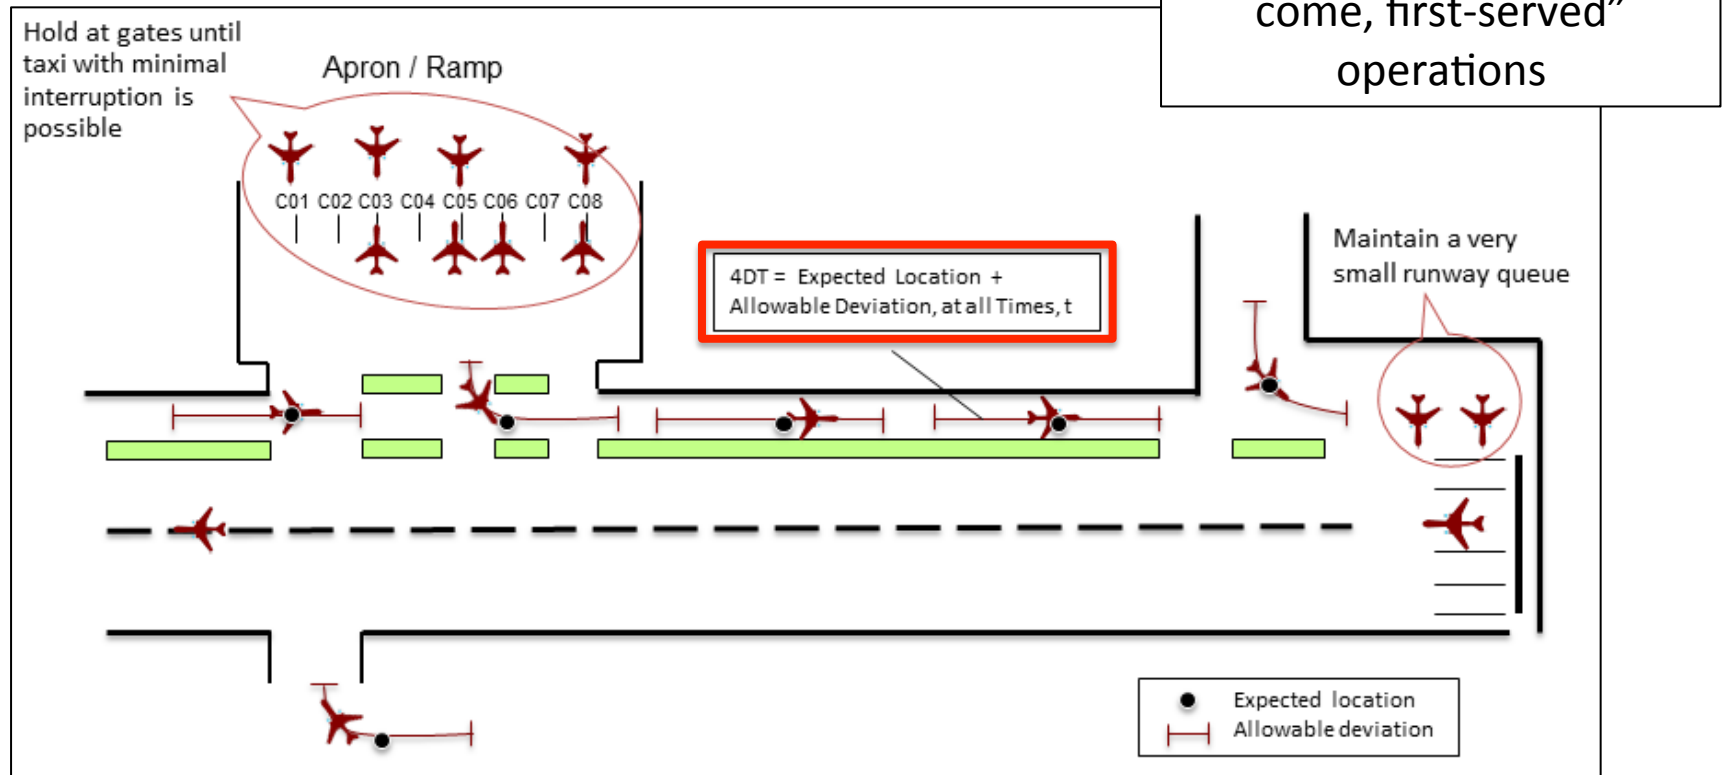 come, first-served”
operations
Hold at gates until
taxi with minimal
interruption is
possible
Apron / Ramp
C01 C02 C03 C04 C05 C06 C07 C08
4DT = Expected Location +
Allowable Deviation, at all Times, t
Maintain a very
small runway queue
Expected location
Allowable deviation